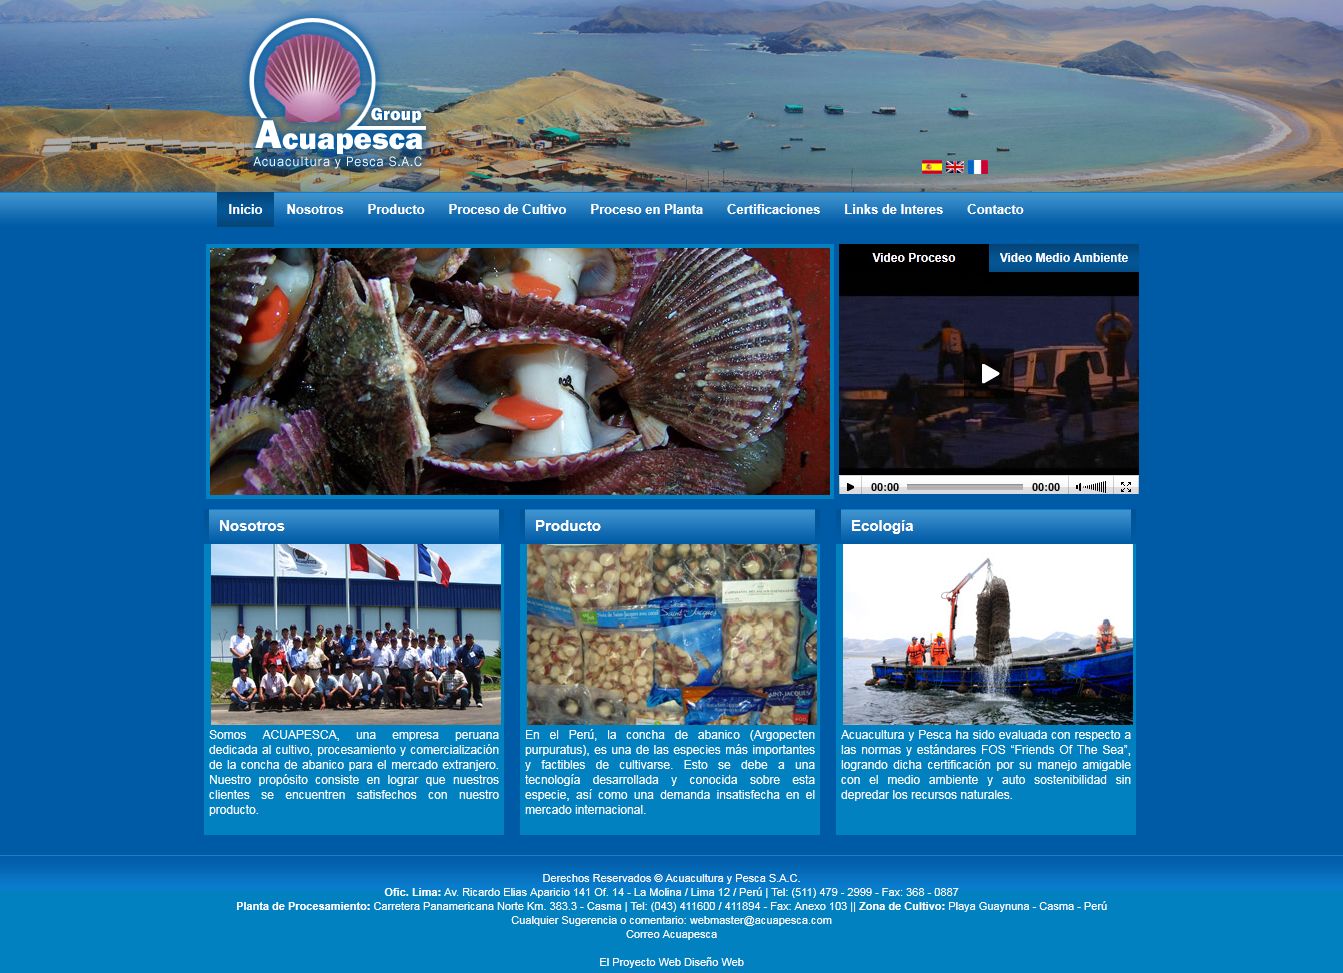 Group
Acuapesca
Acuacultura y Pesca S.A.C
Inicio Nosotros Producto Proceso de Cultivo Proceso en Planta Certificaciones Links de Interes Contacto
Video Proceso Video Medio Ambiente
00:00 00:00
Nosotros
Acuapesca
Somos ACUAPESCA, una empresa peruana
dedicada al cultivo, procesamiento y comercialización
de la concha de abanico para el mercado extranjero.
Nuestro propósito consiste en lograr que nuestros
clientes se encuentren satisfechos con nuestro
producto.
Producto
Saint-Jacques
SAINT-JACQUES
En el Perú, la concha de abanico (Argopecten
purpuratus), es una de las especies más importantes
y factibles de cultivarse. Esto se debe a una
tecnología desarrollada y conocida sobre esta
especie, así como una demanda insatisfecha en el
mercado internacional.
Ecología
Acuacultura y Pesca ha sido evaluada con respecto a
las normas y estándares FOS “Friends Of The Sea”,
logrando dicha certificación por su manejo amigable
con el medio ambiente y auto sostenibilidad sin
depredar los recursos naturales.
Derechos Reservados © Acuacultura y Pesca S.A.C.
Ofic. Lima: Av. Ricardo Elias Aparicio 141 Of. 14 - La Molina / Lima 12 / Perú | Tel: (511) 479 - 2999 - Fax: 368 - 0887
Planta de Procesamiento: Carretera Panamericana Norte Km. 383.3 - Casma | Tel: (043) 411600 / 411894 - Fax: Anexo 103 || Zona de Cultivo: Playa Guaynuna - Casma - Perú
Cualquier Sugerencia o comentario: webmaster@acuapesca.com
Correo Acuapesca
El Proyecto Web Diseño Web